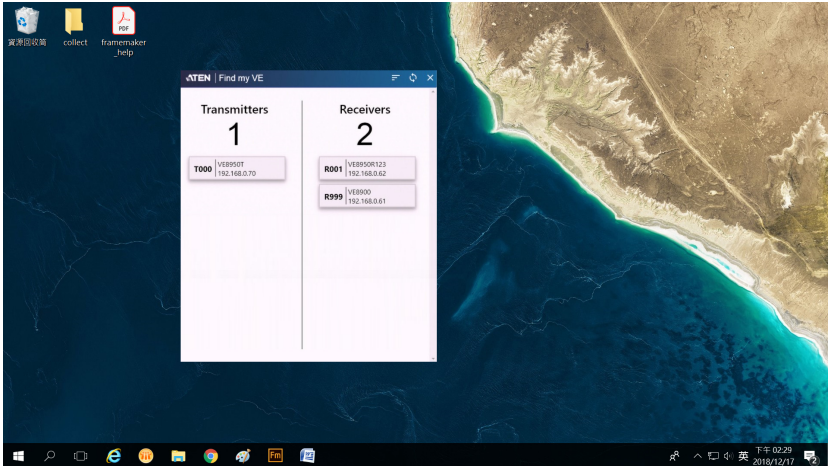 資源回收筒
collect
PDF
framemaker
_help
ATEN | Find my VE
Transmitters
1
T000
VE8950T
192.168.0.70
Receivers
2
R001
VE8950R123
192.168.0.62
R999
VE8900
192.168.0.61
Fm
英
下午 02:29
2018/12/17
2